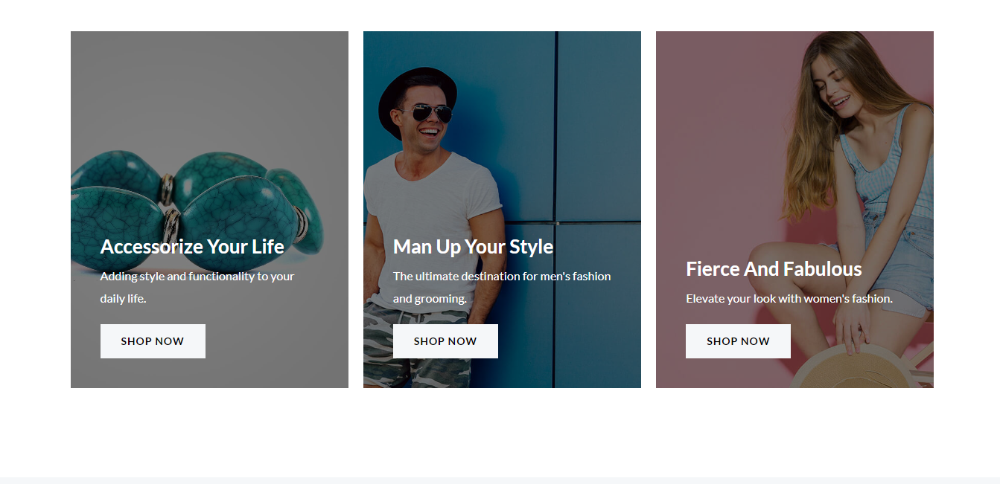 Accessorize Your Life
Adding style and functionality to your
daily life.
SHOP NOW
Man Up Your Style
The ultimate destination for men's fashion
and grooming.
SHOP NOW
Fierce And Fabulous
Elevate your look with women's fashion.
SHOP NOW